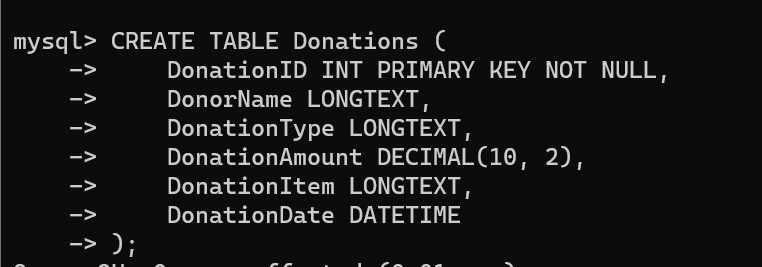 mysql> CREATE TABLE Donations (
    ->     DonationID INT PRIMARY KEY NOT NULL,
    ->     DonorName LONGTEXT,
    ->     DonationType LONGTEXT,
    ->     DonationAmount DECIMAL(10, 2),
    ->     DonationItem LONGTEXT,
    ->     DonationDate DATETIME
    -> );